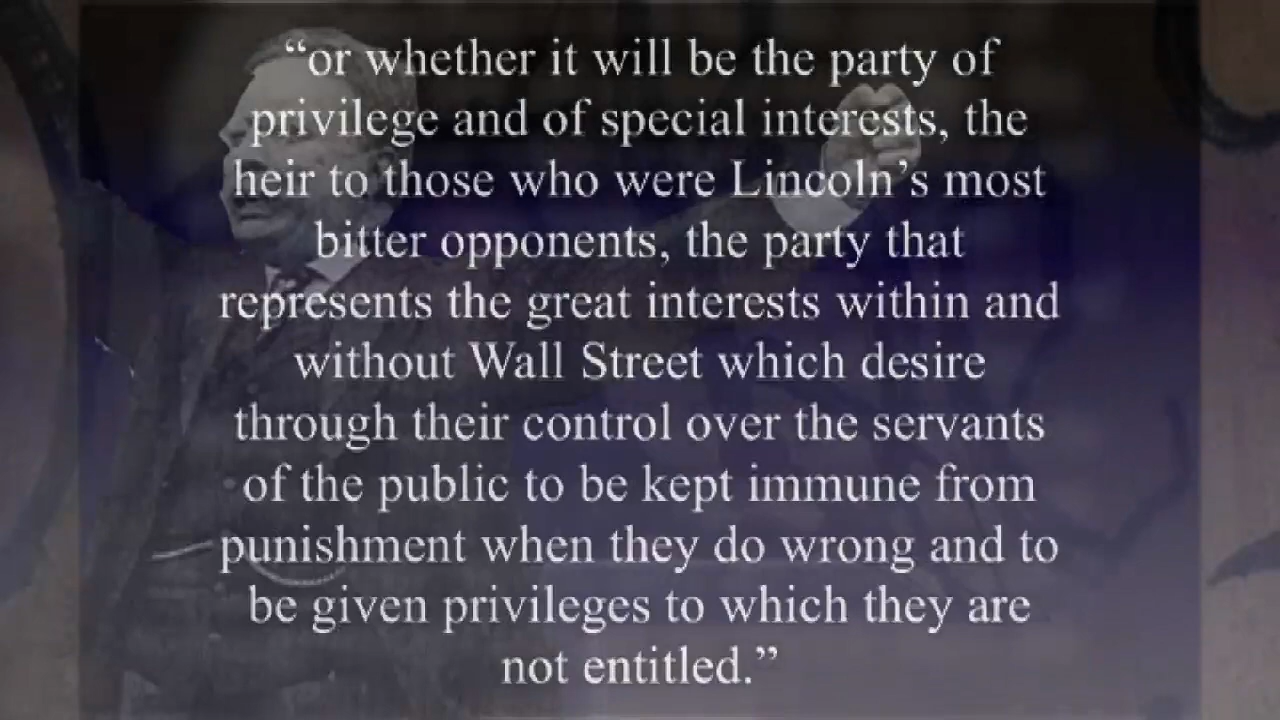 “or whether it will be the party of
privilege and of special interests, the
heir to those who were Lincoln’s most
bitter opponents, the party that
represents the great interests within and
without Wall Street which desire
through their control over the servants
of the public to be kept immune from
punishment when they do wrong and to
be given privileges to which they are
not entitled.”